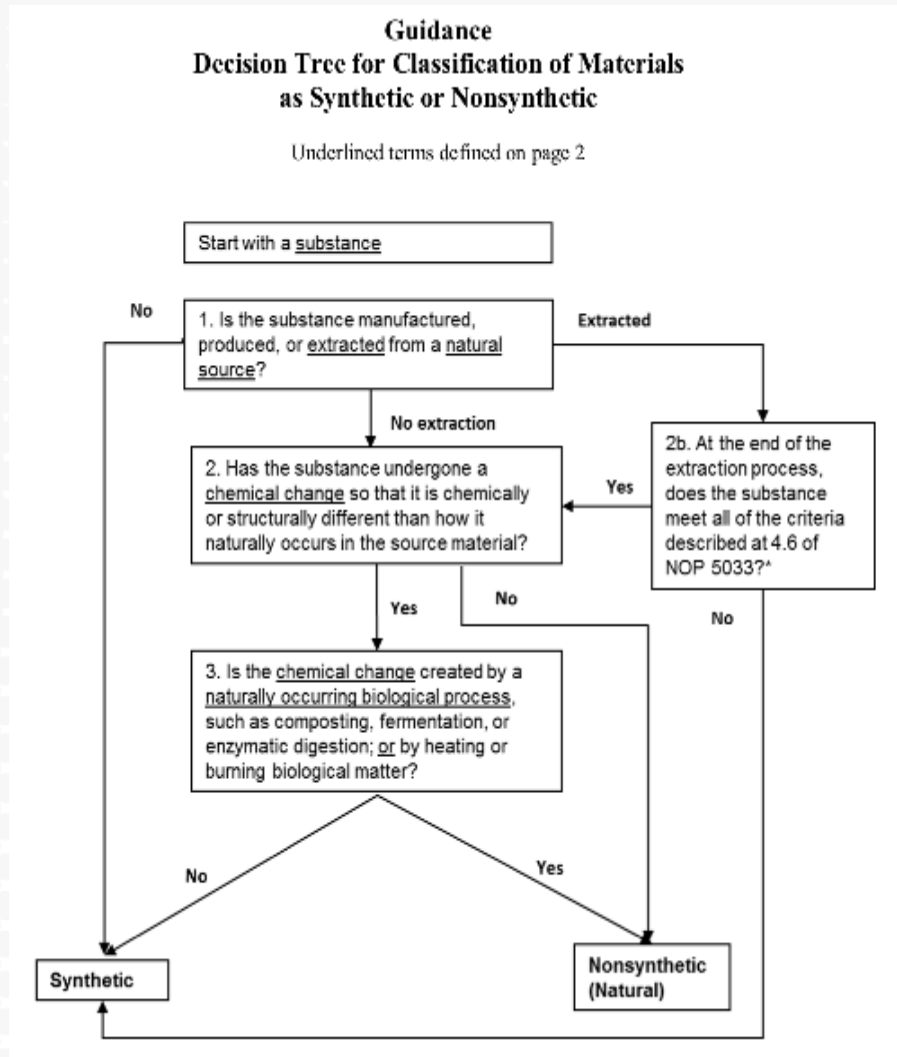 Guidance
Decision Tree for Classification of Materials
as Synthetic or Nonsynthetic
Underlined terms defined on page 2
Start with a substance
No
1. Is the substance manufactured,
produced, or extracted from a natural
source?
Extracted
No extraction
2. Has the substance undergone a
chemical change so that it is chemically
or structurally different than how it
naturally occurs in the source material?
Yes
2b. At the end of the
extraction process,
does the substance
meet all of the criteria
described at 4.6 of
NOP 5033?*
Yes
No
No
3. Is the chemical change created by a
naturally occurring biological process,
such as composting, fermentation, or
enzymatic digestion; or by heating or
burning biological matter?
No
Yes
Synthetic
Nonsynthetic
(Natural)